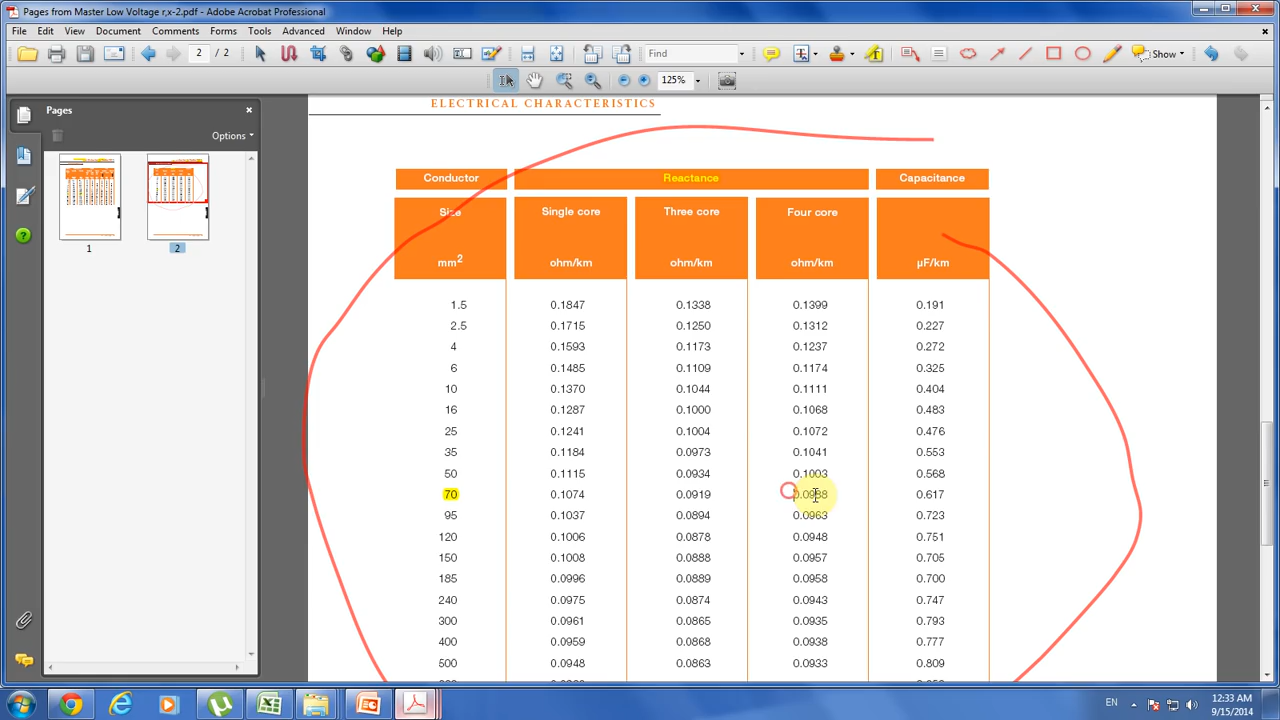 Pages from Master Low Voltage r,x-2.pdf - Adobe Acrobat Professional
File Edit View Document Comments Forms Tools Advanced Window Help
2 / 2 Find Show
125%
Pages
Options
1 2
ELECTRICAL CHARACTERISTICS
Conductor Reactance Capacitance
Size Single core Three core Four core
mm2 ohm/km ohm/km ohm/km µF/km
1.5 0.1847 0.1338 0.1399 0.191
2.5 0.1715 0.1250 0.1312 0.227
4 0.1593 0.1173 0.1237 0.272
6 0.1485 0.1109 0.1174 0.325
10 0.1370 0.1044 0.1111 0.404
16 0.1287 0.1000 0.1068 0.483
25 0.1241 0.1004 0.1072 0.476
35 0.1184 0.0973 0.1041 0.553
50 0.1115 0.0934 0.1003 0.568
70 0.1074 0.0919 0.0988 0.617
95 0.1037 0.0894 0.0963 0.723
120 0.1006 0.0878 0.0948 0.751
150 0.1008 0.0888 0.0957 0.705
185 0.0996 0.0889 0.0958 0.700
240 0.0975 0.0874 0.0943 0.747
300 0.0961 0.0865 0.0935 0.793
400 0.0959 0.0868 0.0938 0.777
500 0.0948 0.0863 0.0933 0.809
EN 12:33 AM
9/15/2014